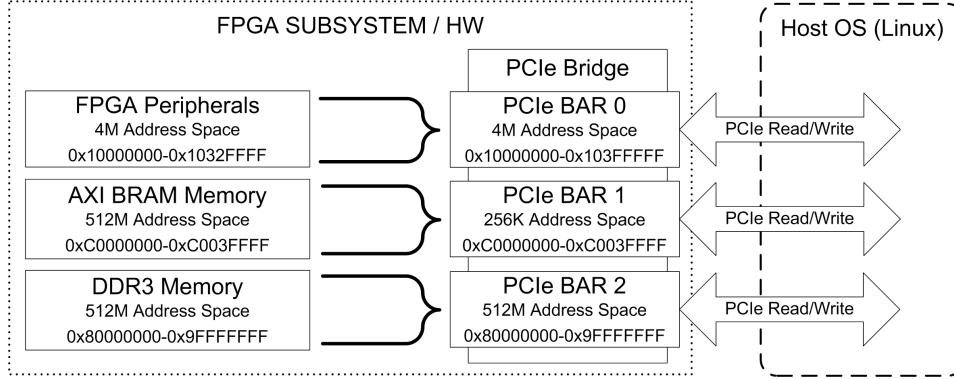 FPGA SUBSYSTEM / HW
Host OS (Linux)
PCIe Bridge
FPGA Peripherals
4M Address Space
0x10000000-0x1032FFFF
PCIe BAR 0
4M Address Space
0x10000000-0x103FFFFF
PCIe Read/Write
AXI BRAM Memory
512M Address Space
0xC0000000-0xC003FFFF
PCIe BAR 1
256K Address Space
0xC0000000-0xC003FFFF
PCIe Read/Write
DDR3 Memory
512M Address Space
0x80000000-0x9FFFFFFF
PCIe BAR 2
512M Address Space
0x80000000-0x9FFFFFFF
PCIe Read/Write